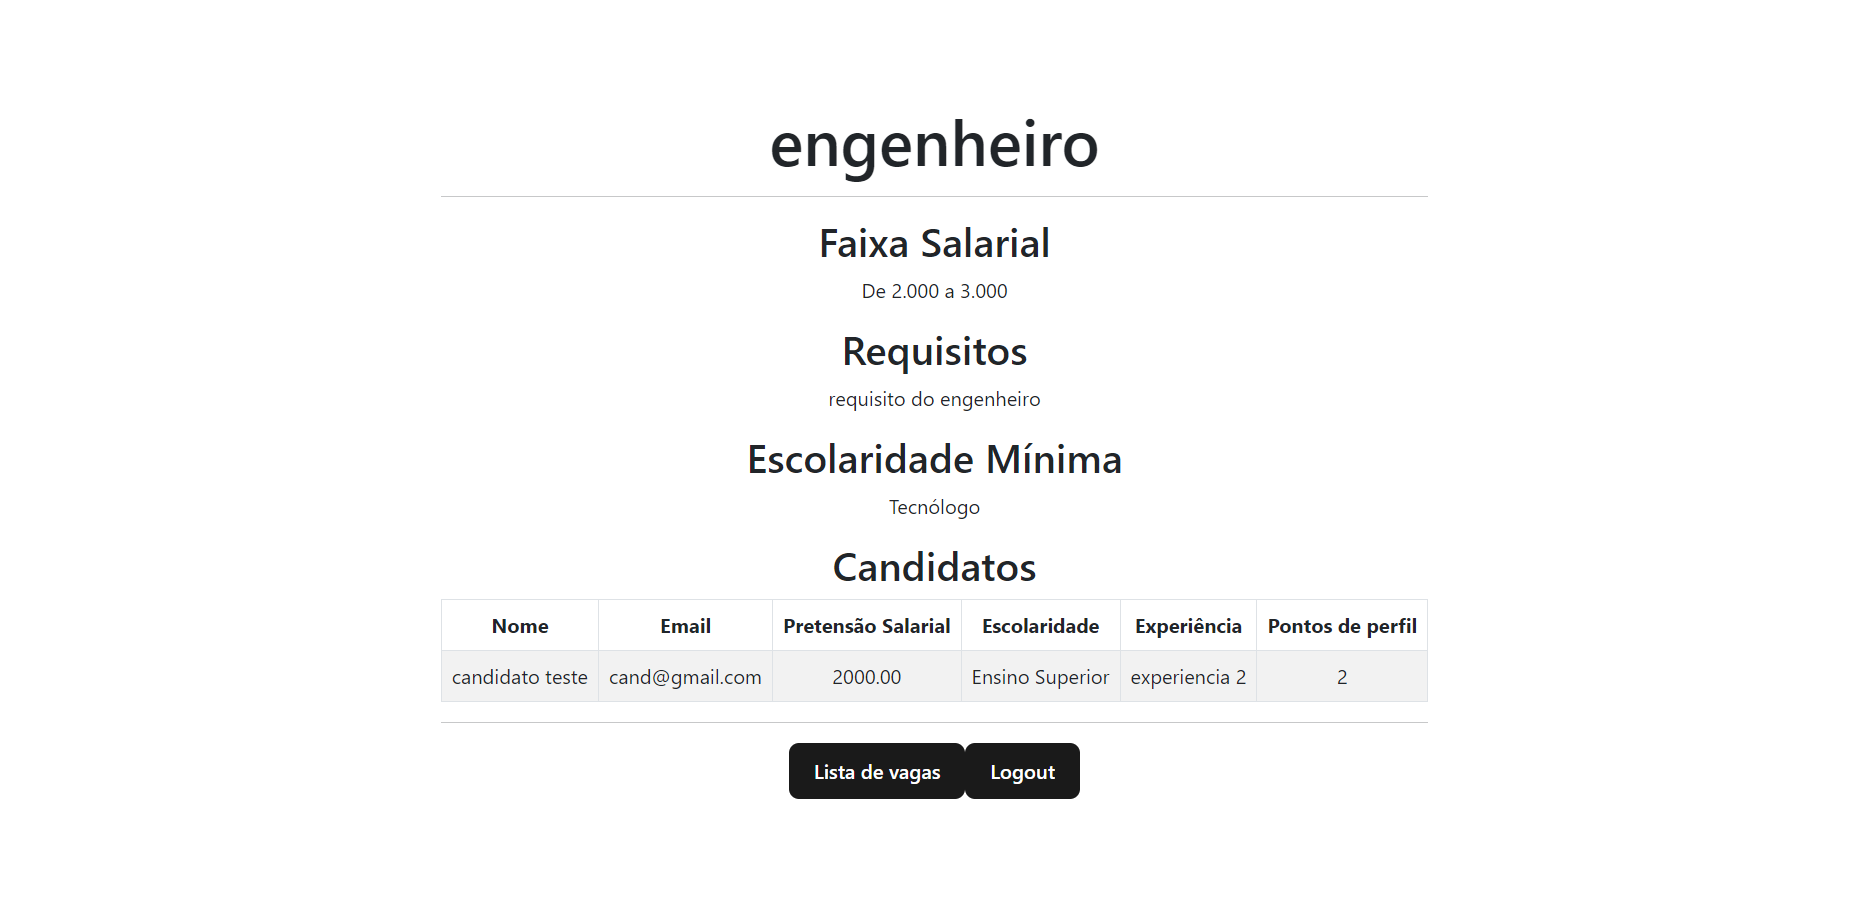 engenheiro
Faixa Salarial
De 2.000 a 3.000
Requisitos
requisito do engenheiro
Escolaridade Mínima
Tecnólogo
Candidatos
Nome Email Pretensão Salarial Escolaridade Experiência Pontos de perfil
candidato teste cand@gmail.com 2000.00 Ensino Superior experiencia 2 2
Lista de vagas Logout